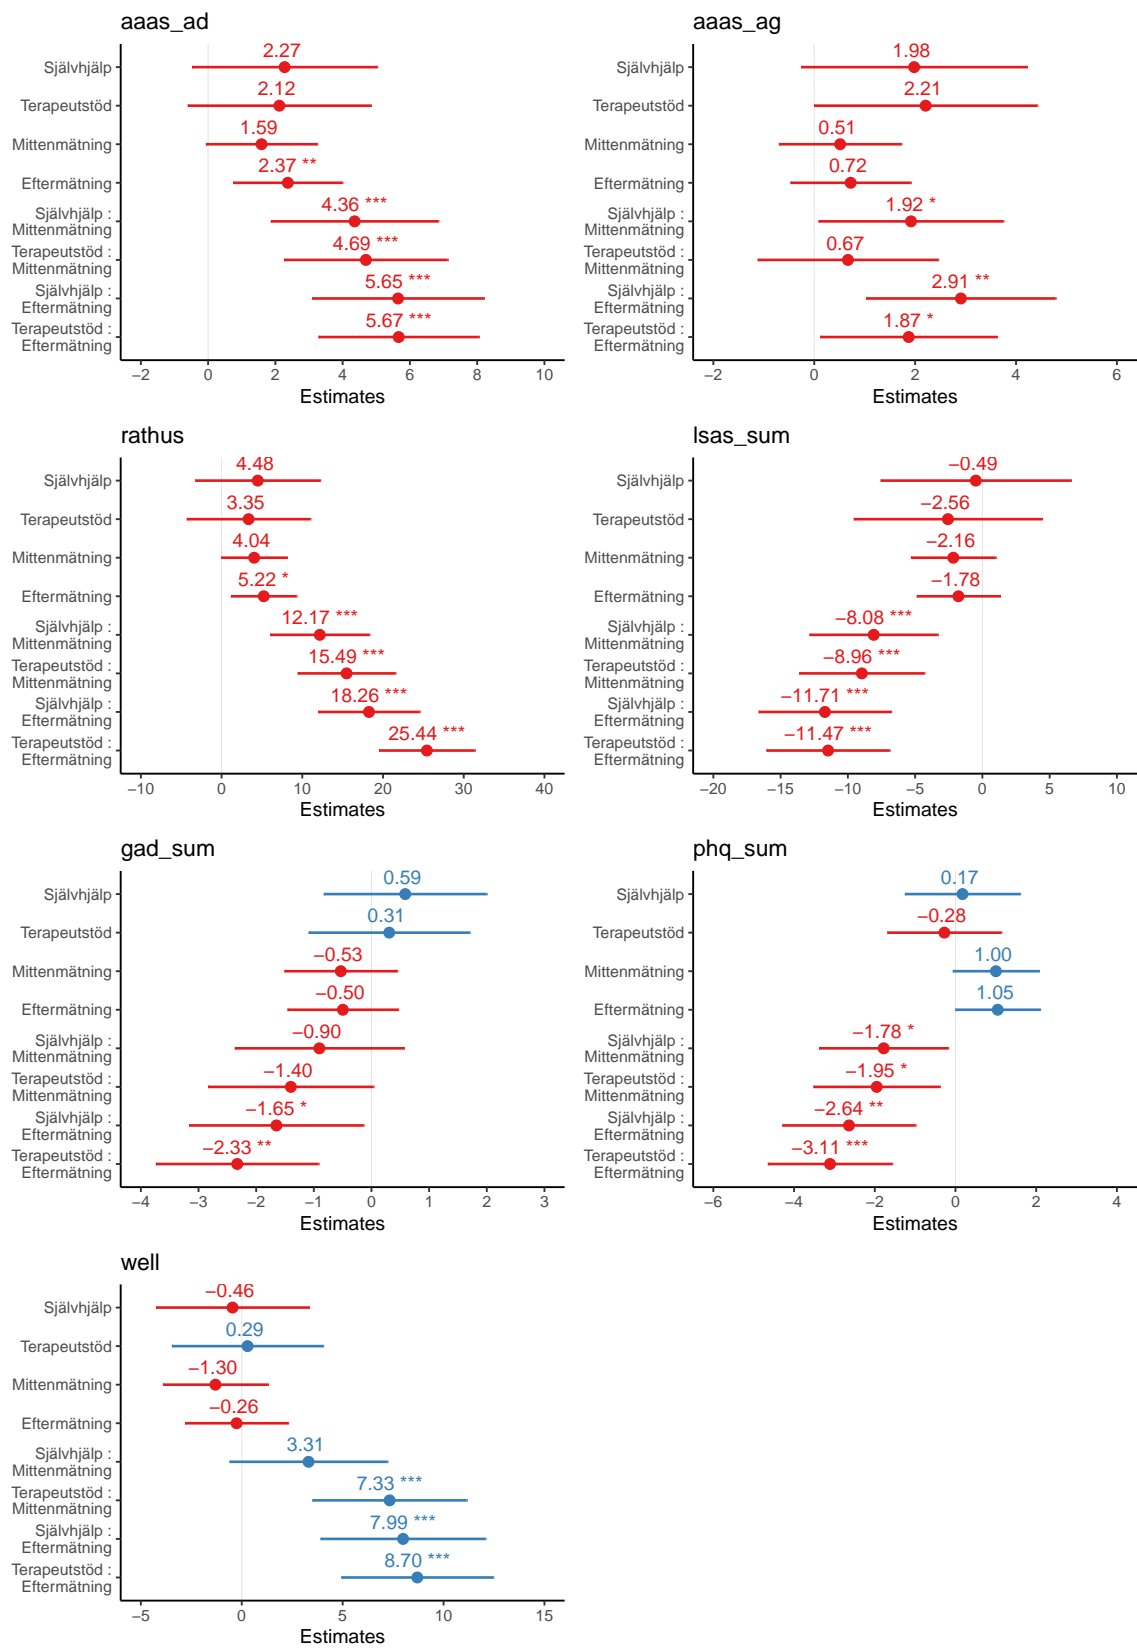 aaas_ad
Självhjälp
Terapeutstöd
Mittenmätning
Eftermätning
Självhjälp :
Mittenmätning
Terapeutstöd :
Mittenmätning
Självhjälp :
Eftermätning
Terapeutstöd :
Eftermätning
2.27
2.12
1.59
2.37 **
4.36 ***
4.69 ***
5.65 ***
5.67 ***
−2 0 2 4 6 8 10
Estimates
aaas_ag
Självhjälp
Terapeutstöd
Mittenmätning
Eftermätning
Självhjälp :
Mittenmätning
Terapeutstöd :
Mittenmätning
Självhjälp :
Eftermätning
Terapeutstöd :
Eftermätning
1.98
2.21
0.51
0.72
1.92 *
0.67
2.91 **
1.87 *
−2 0 2 4 6
Estimates
rathus
Självhjälp
Terapeutstöd
Mittenmätning
Eftermätning
Självhjälp :
Mittenmätning
Terapeutstöd :
Mittenmätning
Självhjälp :
Eftermätning
Terapeutstöd :
Eftermätning
4.48
3.35
4.04
5.22 *
12.17 ***
15.49 ***
18.26 ***
25.44 ***
−10 0 10 20 30 40
Estimates
lsas_sum
Självhjälp
Terapeutstöd
Mittenmätning
Eftermätning
Självhjälp :
Mittenmätning
Terapeutstöd :
Mittenmätning
Självhjälp :
Eftermätning
Terapeutstöd :
Eftermätning
−0.49
−2.56
−2.16
−1.78
−8.08 ***
−8.96 ***
−11.71 ***
−11.47 ***
−20 −15 −10 −5 0 5 10
Estimates
gad_sum
Självhjälp
Terapeutstöd
Mittenmätning
Eftermätning
Självhjälp :
Mittenmätning
Terapeutstöd :
Mittenmätning
Självhjälp :
Eftermätning
Terapeutstöd :
Eftermätning
0.59
0.31
−0.53
−0.50
−0.90
−1.40
−1.65 *
−2.33 **
−4 −3 −2 −1 0 1 2 3
Estimates
phq_sum
Självhjälp
Terapeutstöd
Mittenmätning
Eftermätning
Självhjälp :
Mittenmätning
Terapeutstöd :
Mittenmätning
Självhjälp :
Eftermätning
Terapeutstöd :
Eftermätning
0.17
−0.28
1.00
1.05
−1.78 *
−1.95 *
−2.64 **
−3.11 ***
−6 −4 −2 0 2 4
Estimates
well
Självhjälp
Terapeutstöd
Mittenmätning
Eftermätning
Självhjälp :
Mittenmätning
Terapeutstöd :
Mittenmätning
Självhjälp :
Eftermätning
Terapeutstöd :
Eftermätning
−0.46
0.29
−1.30
−0.26
3.31
7.33 ***
7.99 ***
8.70 ***
−5 0 5 10 15
Estimates